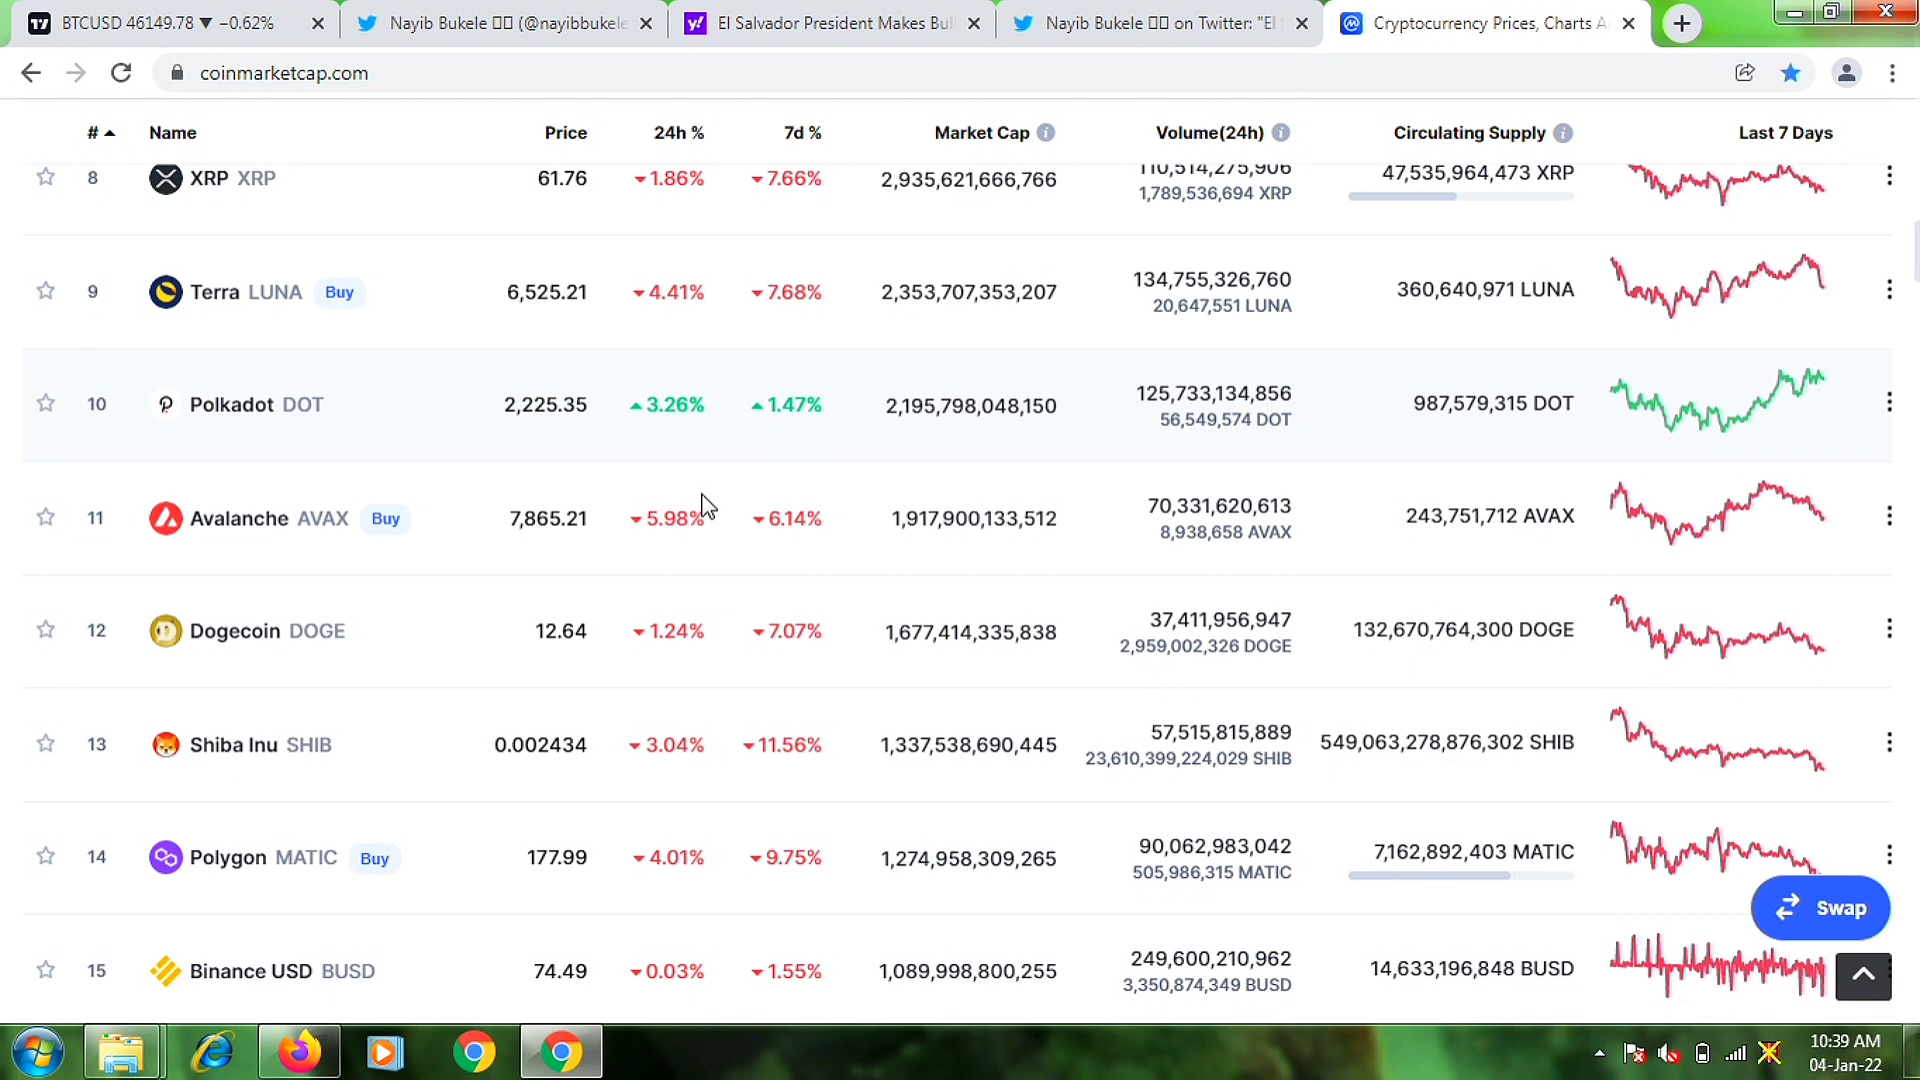 BTCUSD 46149.78 ▼ −0.62%
Nayib Bukele (@nayibbukele
El Salvador President Makes Bul
Nayib Bukele on Twitter: "El
Cryptocurrency Prices, Charts A
coinmarketcap.com
# Name Price 24h % 7d % Market Cap Volume(24h) Circulating Supply Last 7 Days
8 XRP XRP 61.76 1.86% 7.66% 2,935,621,666,766 110,514,275,906 47,535,964,473 XRP
1,789,536,694 XRP
9 Terra LUNA Buy 6,525.21 4.41% 7.68% 2,353,707,353,207 134,755,326,760 360,640,971 LUNA
20,647,551 LUNA
10 Polkadot DOT 2,225.35 3.26% 1.47% 2,195,798,048,150 125,733,134,856 987,579,315 DOT
56,549,574 DOT
11 Avalanche AVAX Buy 7,865.21 5.98% 6.14% 1,917,900,133,512 70,331,620,613 243,751,712 AVAX
8,938,658 AVAX
12 Dogecoin DOGE 12.64 1.24% 7.07% 1,677,414,335,838 37,411,956,947 132,670,764,300 DOGE
2,959,002,326 DOGE
13 Shiba Inu SHIB 0.002434 3.04% 11.56% 1,337,538,690,445 57,515,815,889 549,063,278,876,302 SHIB
23,610,399,224,029 SHIB
14 Polygon MATIC Buy 177.99 4.01% 9.75% 1,274,958,309,265 90,062,983,042 7,162,892,403 MATIC
505,986,315 MATIC
Swap
15 Binance USD BUSD 74.49 0.03% 1.55% 1,089,998,800,255 249,600,210,962 14,633,196,848 BUSD
3,350,874,349 BUSD
10:39 AM
04-Jan-22